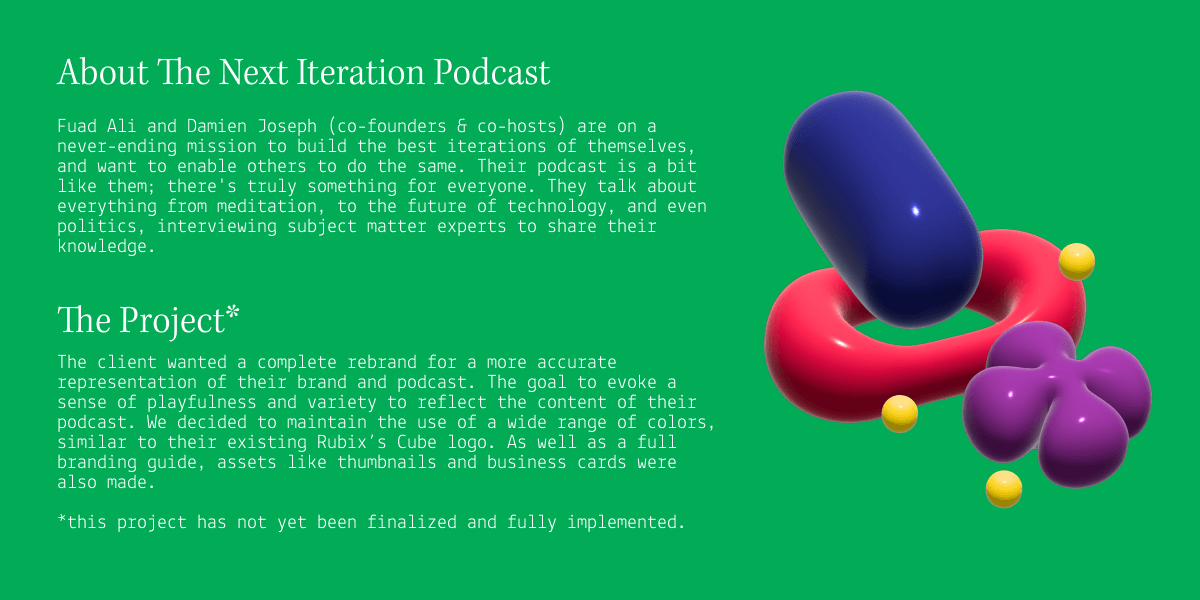 About The Next Iteration Podcast
Fuad Ali and Damien Joseph (co-founders & co-hosts) are on a
never-ending mission to build the best iterations of themselves,
and want to enable others to do the same. Their podcast is a bit
like them; there's truly something for everyone. They talk about
everything from meditation, to the future of technology, and even
politics, interviewing subject matter experts to share their
knowledge.
The Project*
The client wanted a complete rebrand for a more accurate
representation of their brand and podcast. The goal to evoke a
sense of playfulness and variety to reflect the content of their
podcast. We decided to maintain the use of a wide range of colors,
similar to their existing Rubix’s Cube logo. As well as a full
branding guide, assets like thumbnails and business cards were
also made.
*this project has not yet been finalized and fully implemented.